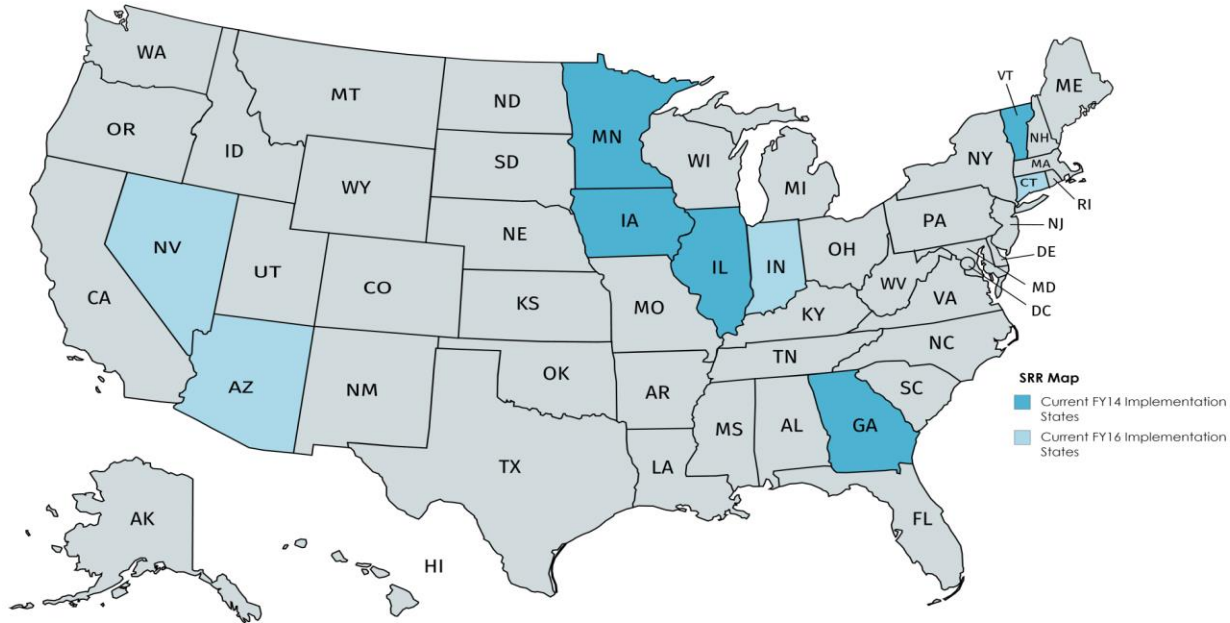 WA
MT
ND
MN
VT
ME
OR
ID
SD
WI
MI
NY
NH
MA
CT
RI
WY
NV
NE
IA
IL
IN
OH
PA
NJ
DE
MD
DC
CA
UT
CO
KS
MO
KY
WV
VA
AZ
NM
OK
AR
TN
NC
SC
MS
AL
GA
TX
LA
FL
AK
HI
SRR Map
Current FY14 Implementation
States
Current FY16 Implementation
States